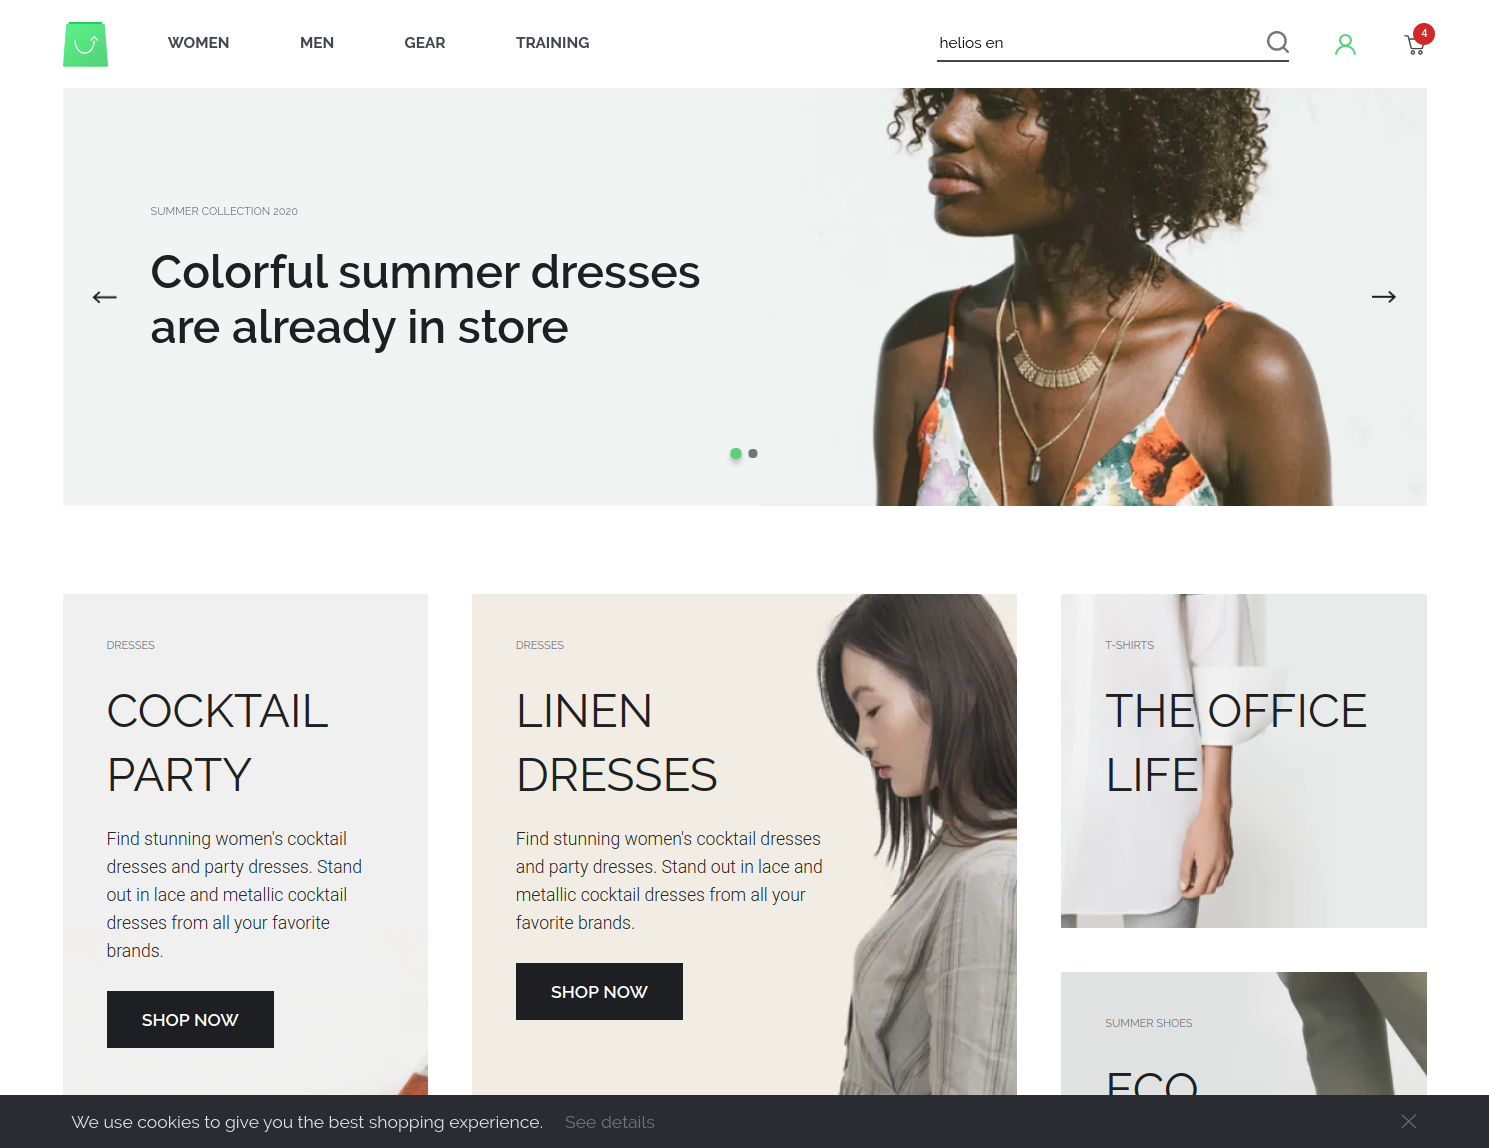 WOMEN MEN GEAR TRAINING helios en 4
SUMMER COLLECTION 2020
Colorful summer dresses
are already in store
DRESSES
COCKTAIL
PARTY
Find stunning women's cocktail
dresses and party dresses. Stand
out in lace and metallic cocktail
dresses from all your favorite
brands.
SHOP NOW
DRESSES
LINEN
DRESSES
Find stunning women's cocktail dresses
and party dresses. Stand out in lace and
metallic cocktail dresses from all your
favorite brands.
SHOP NOW
T-SHIRTS
THE OFFICE
LIFE
SUMMER SHOES
ECO
We use cookies to give you the best shopping experience. See details